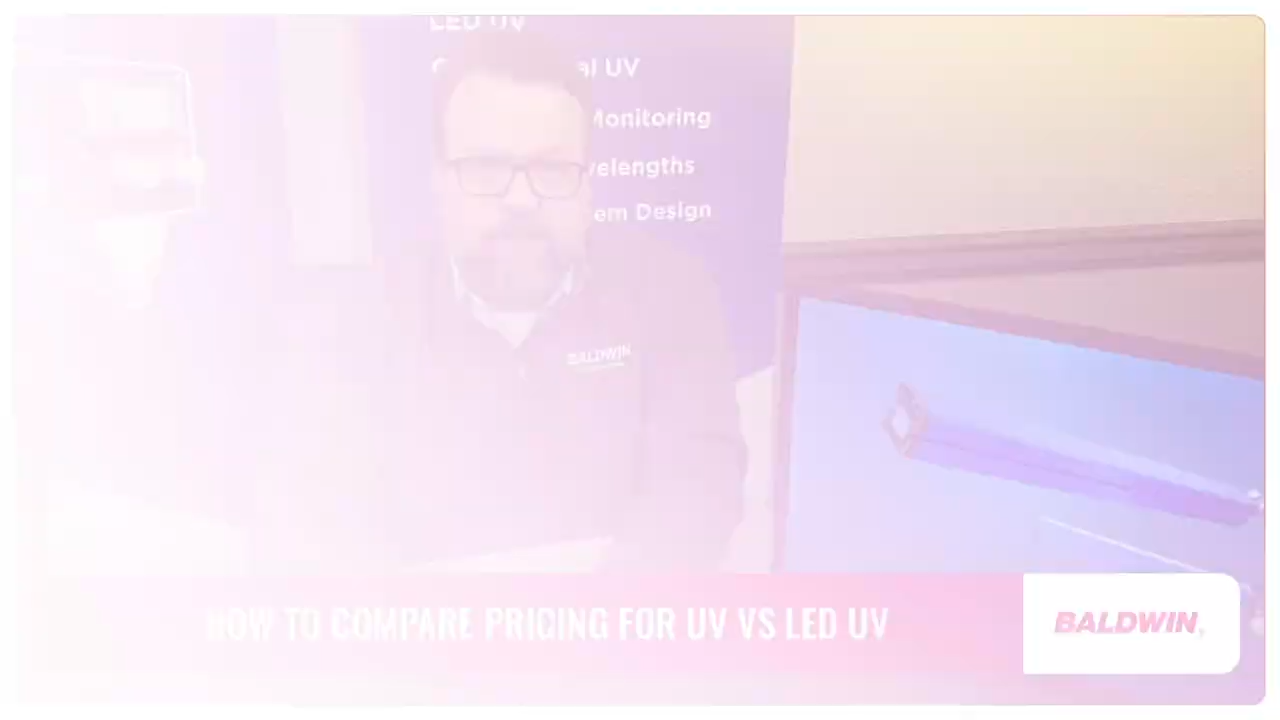 LED UV
al UV
Monitoring
velengths
em Design
BALDWIN
HOW TO COMPARE PRICING FOR UV VS LED UV
BALDWIN